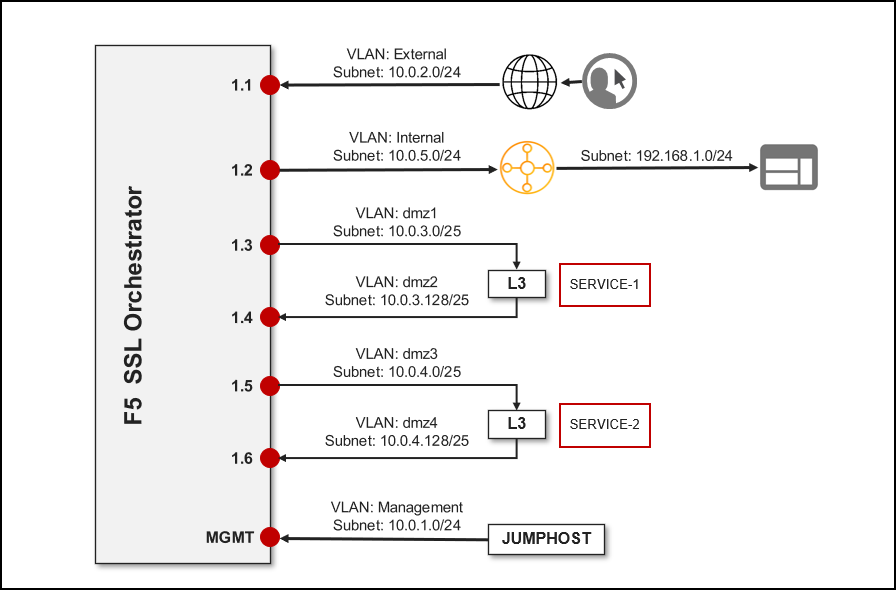 VLAN: External
Subnet: 10.0.2.0/24
1.1
VLAN: Internal
Subnet: 10.0.5.0/24
Subnet: 192.168.1.0/24
1.2
F5 SSL Orchestrator
VLAN: dmz1
Subnet: 10.0.3.0/25
1.3
L3
SERVICE-1
VLAN: dmz2
Subnet: 10.0.3.128/25
1.4
VLAN: dmz3
Subnet: 10.0.4.0/25
1.5
L3
SERVICE-2
VLAN: dmz4
Subnet: 10.0.4.128/25
1.6
VLAN: Management
Subnet: 10.0.1.0/24
MGMT
JUMPHOST